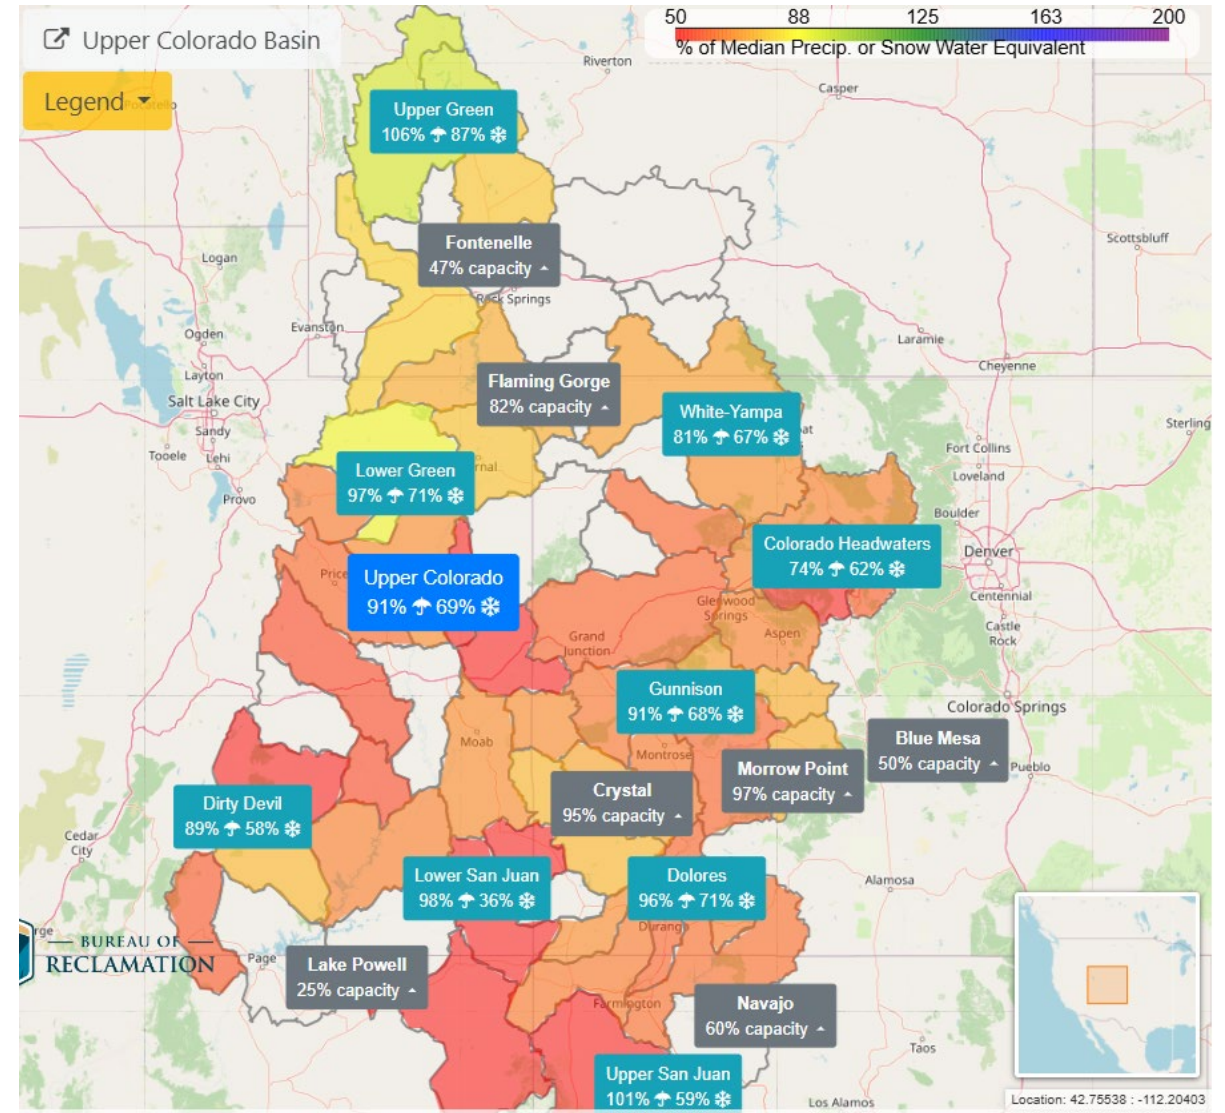 Upper Colorado Basin
Legend
50 88 125 163 200
% of Median Precip. or Snow Water Equivalent
Riverton
Casper
Upper Green
106% 87%
Fontenelle
47% capacity
Scottsbluff
Logan
Rock Springs
Evanston
Ogden
Laramie
Cheyenne
Layton
Salt Lake City
Flaming Gorge
82% capacity
White-Yampa
81% 67%
Sterling
Sandy
Tooele
Lehi
Fort Collins
Loveland
Lower Green
97% 71%
Provo
Boulder
Colorado Headwaters
74% 62%
Denver
Price
Upper Colorado
91% 69%
Centennial
Glenwood
Springs
Castle
Rock
Grand
Junction
Aspen
Gunnison
91% 68%
Colorado Springs
Moab
Montrose
Blue Mesa
50% capacity
Pueblo
Morrow Point
97% capacity
Crystal
95% capacity
Dirty Devil
89% 58%
Cedar
City
Lower San Juan
98% 36%
Dolores
96% 71%
Alamosa
Durango
BUREAU OF
RECLAMATION
Page
Lake Powell
25% capacity
Farmington
Navajo
60% capacity
Taos
Upper San Juan
101% 59%
Los Alamos
Location: 42.75538 : -112.20403